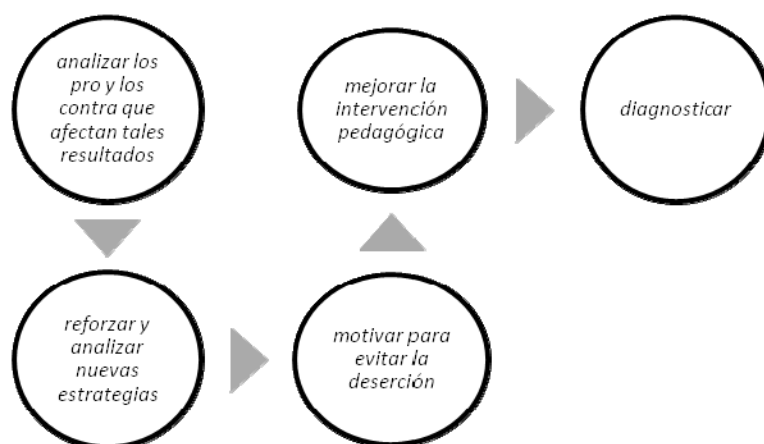 analizar los
pro y los
contra que
afectan tales
resultados
reforzar y
analizar
nuevas
estrategias
motivar para
evitar la
deserción
mejorar la
intervención
pedagógica
diagnosticar